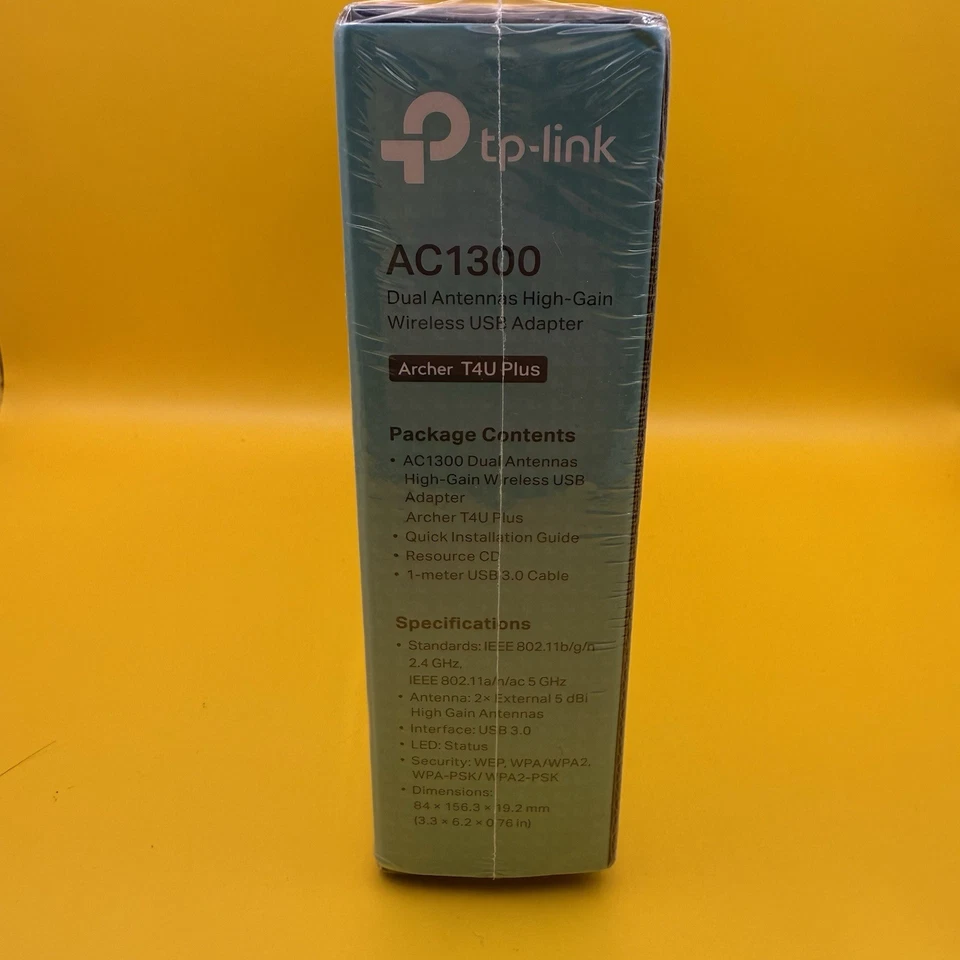 tp-link
AC1300
Dual Antennas High-Gain
Wireless USB Adapter
Archer T4U Plus
Package Contents
• AC1300 Dual Antennas
High-Gain Wireless USB
Adapter
Archer T4U Plus
• Quick Installation Guide
• Resource CD
• 1-meter USB 3.0 Cable
Specifications
• Standards: IEEE 802.11b/g/n
2.4 GHz,
IEEE 802.11a/n/ac 5 GHz
• Antenna: 2× External 5 dBi
High Gain Antennas
• Interface: USB 3.0
• LED: Status
• Security: WEP, WPA/WPA2,
WPA-PSK/ WPA2-PSK
• Dimensions:
84 × 156.3 × 19.2 mm
(3.3 × 6.2 × 0.76 in)